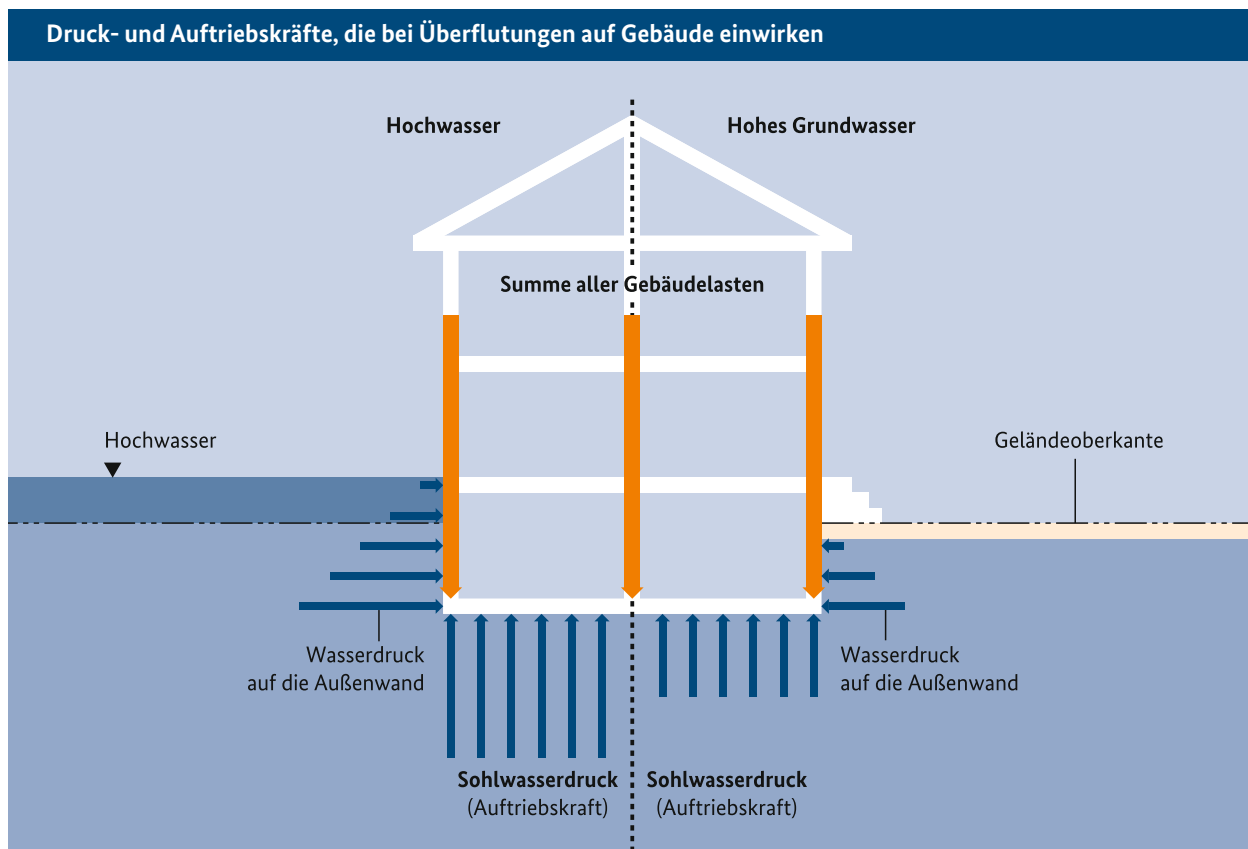 Druck- und Auftriebskräfte, die bei Überflutungen auf Gebäude einwirken
Hochwasser
Hohes Grundwasser
Summe aller Gebäudelasten
Hochwasser
Geländeoberkante
Wasserdruck
auf die Außenwand
Wasserdruck
auf die Außenwand
Sohlwasserdruck
(Auftriebskraft)
Sohlwasserdruck
(Auftriebskraft)